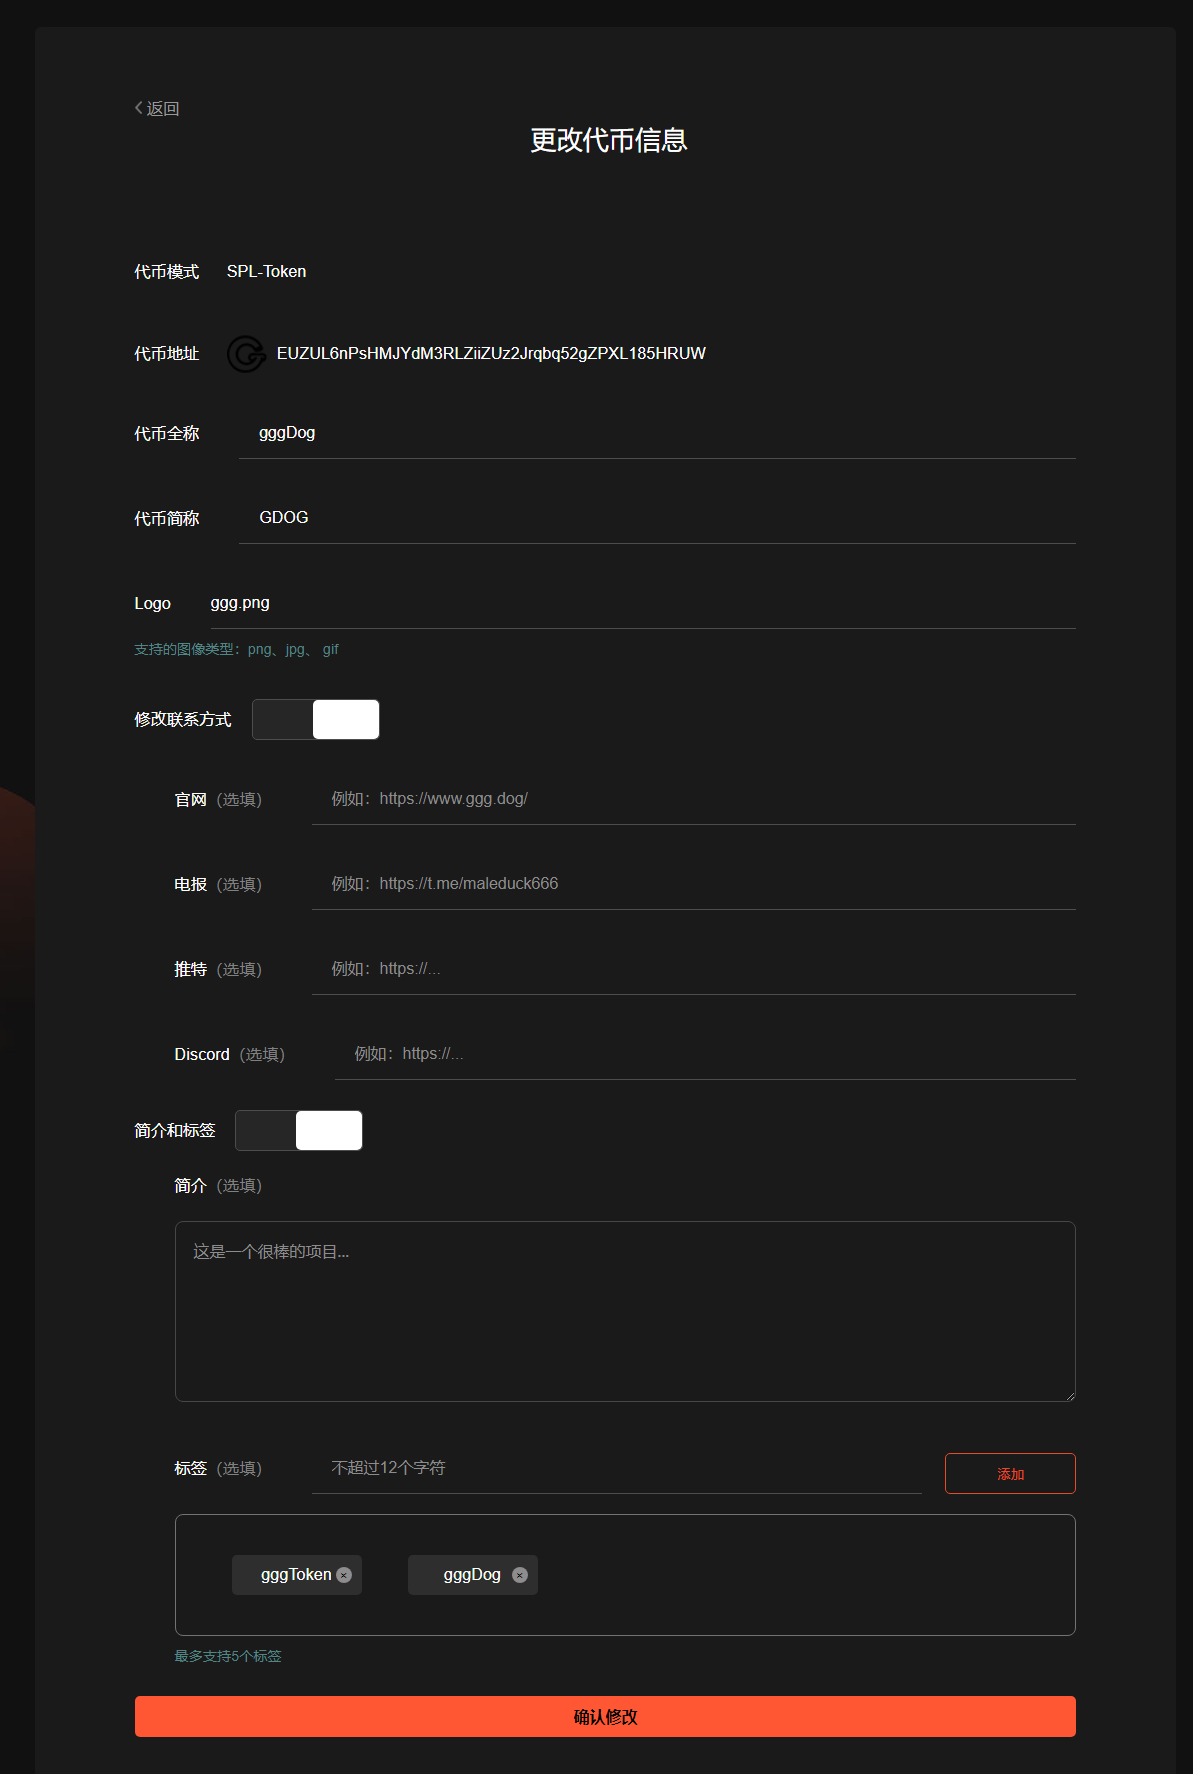 返回
更改代币信息
代币模式 SPL-Token
代币地址 EUZUL6nPsHMJYdM3RLZiiZUz2Jrqbq52gZPXL185HRUW
代币全称 gggDog
代币简称 GDOG
Logo ggg.png
支持的图像类型：png、jpg、 gif
修改联系方式
官网（选填） 例如：https://www.ggg.dog/
电报（选填） 例如：https://t.me/maleduck666
推特（选填） 例如：https://...
Discord（选填） 例如：https://...
简介和标签
简介（选填）
这是一个很棒的项目...
标签（选填） 不超过12个字符 添加
gggToken gggDog
最多支持5个标签
确认修改